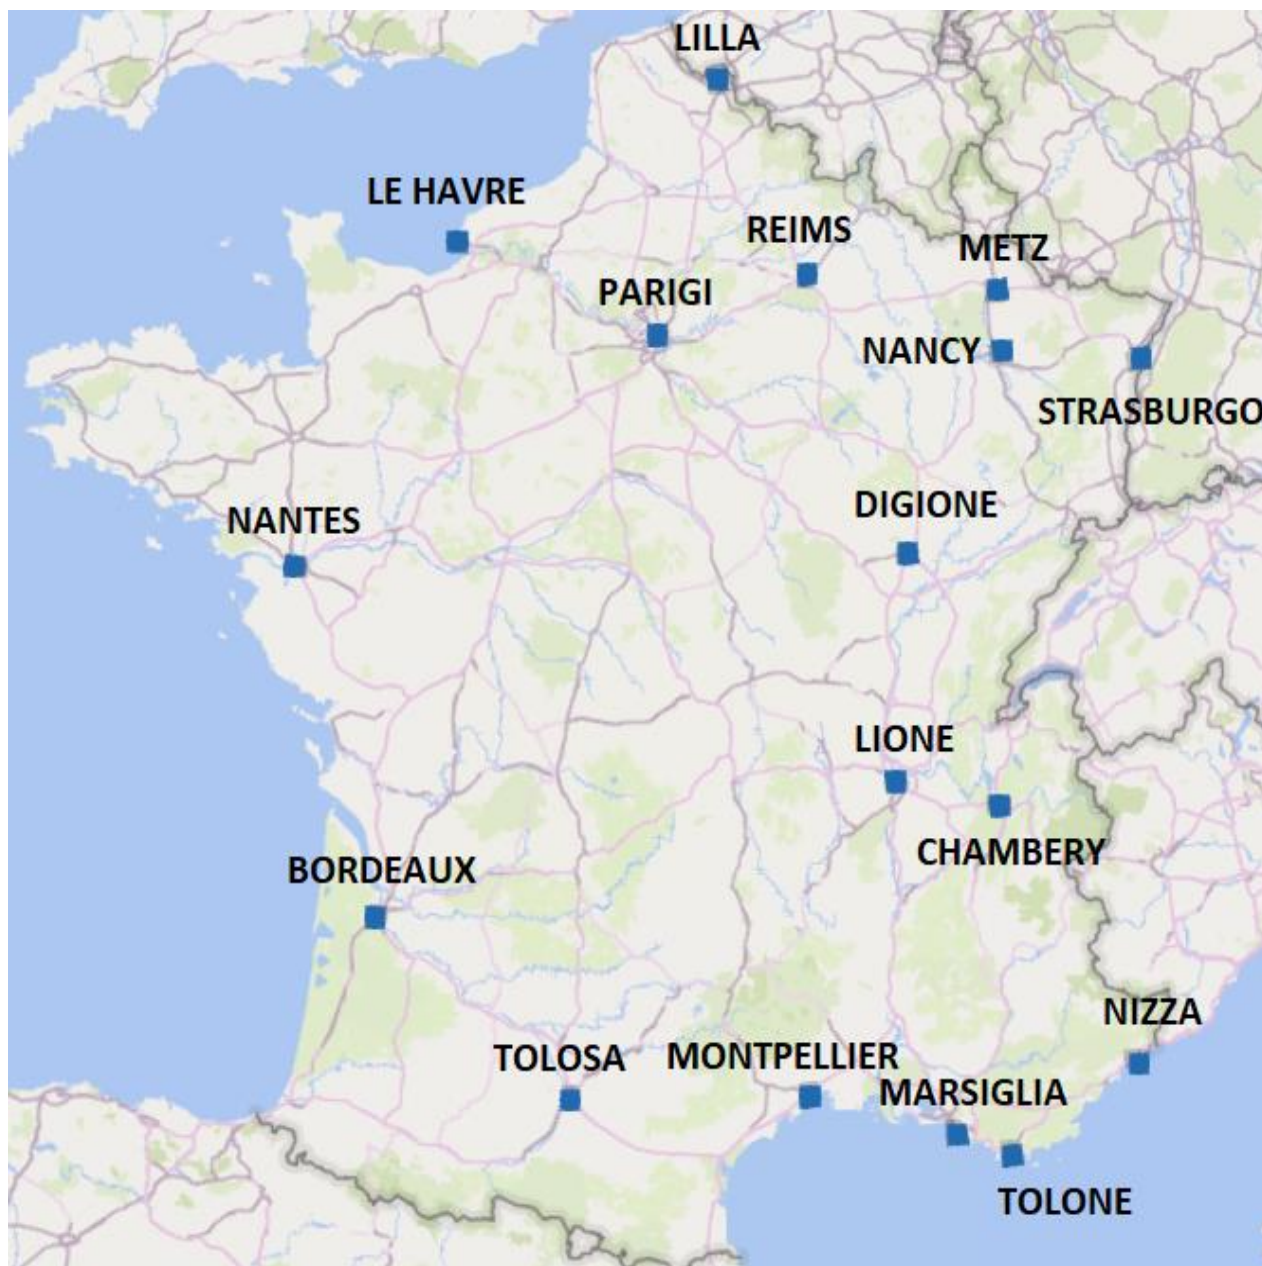 LILLA
LE HAVRE
REIMS
METZ
PARIGI
NANCY
STRASBURGO
DIGIONE
NANTES
LIONE
CHAMBERY
BORDEAUX
NIZZA
TOLOSA
MONTPELLIER
MARSIGLIA
TOLONE